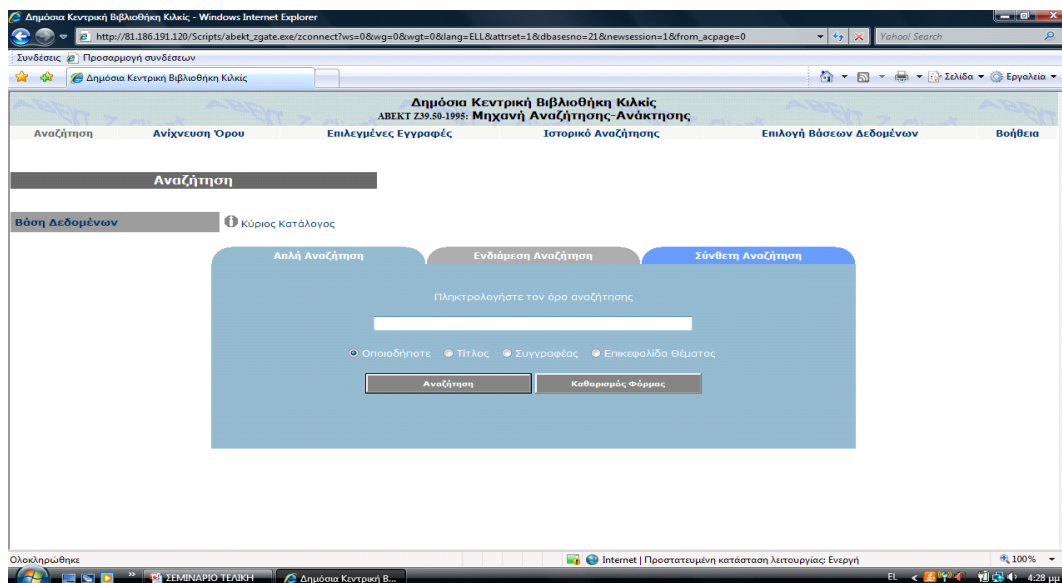 Δημόσια Κεντρική Βιβλιοθήκη Κιλκίς - Windows Internet Explorer
http://81.186.191.120/Scripts/abekt_zgate.exe/zconnect?ws=0&wg=0&wgt=0&lang=ELL&attrset=1&dbasesno=21&newsession=1&from_acpage=0 Yahoo! Search
Συνδέσεις Προσαρμογή συνδέσεων
Δημόσια Κεντρική Βιβλιοθήκη Κιλκίς Σελίδα Εργαλεία
Δημόσια Κεντρική Βιβλιοθήκη Κιλκίς
ΑΒΕΚΤ Z39.50-1995: Μηχανή Αναζήτησης-Ανάκτησης
Αναζήτηση Ανίχνευση Όρου Επιλεγμένες Εγγραφές Ιστορικό Αναζήτησης Επιλογή Βάσεων Δεδομένων Βοήθεια
Αναζήτηση
Βάση Δεδομένων Κύριος Κατάλογος
Απλή Αναζήτηση Ενδιάμεση Αναζήτηση Σύνθετη Αναζήτηση
Πληκτρολογήστε τον όρο αναζήτησης
Οποιοδήποτε Τίτλος Συγγραφέας Επικεφαλίδα Θέματος
Αναζήτηση Καθαρισμός Φόρμας
Ολοκληρώθηκε Internet | Προστατευμένη κατάσταση λειτουργίας: Ενεργή 100%
ΣΕΜΙΝΑΡΙΟ ΤΕΛΙΚΗ Δημόσια Κεντρική Β... EL 4:28 μμ